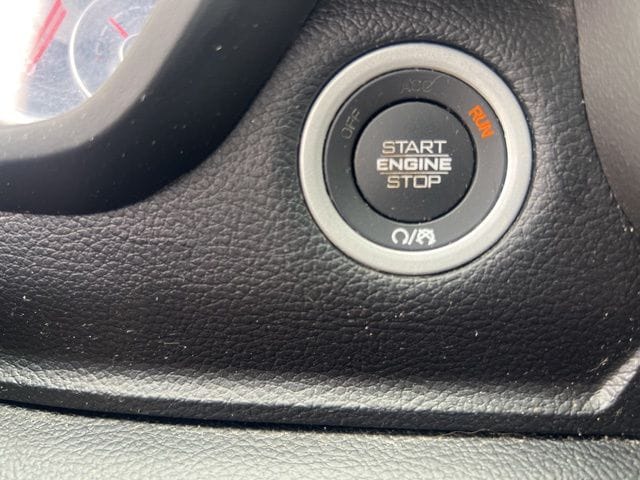 OFF ACC RUN
START
ENGINE
STOP